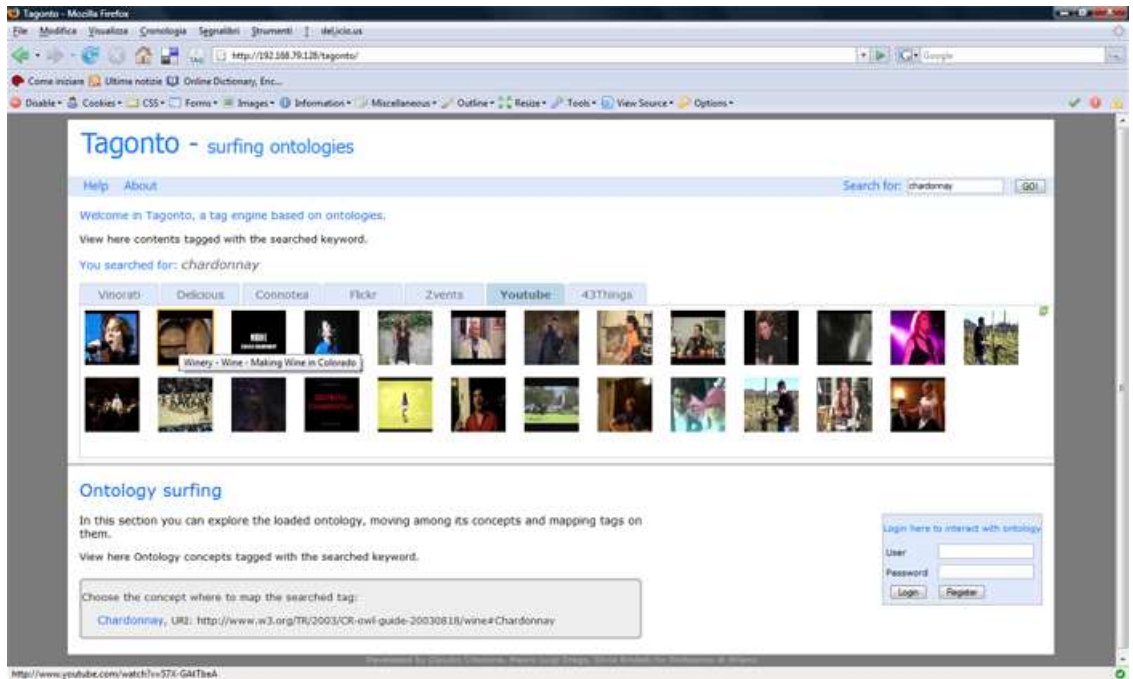 Tagonto - Mozilla Firefox
File Modifica Visualizza Cronologia Segnalibri Strumenti ? del.icio.us
http://192.168.79.128/tagonto/
Google
Come iniziare Ultime notizie Online Dictionary, Enc...
Disable Cookies CSS Forms Images Information Miscellaneous Outline Resize Tools View Source Options
Tagonto - surfing ontologies
Help About Search for: chardonnay GO!
Welcome in Tagonto, a tag engine based on ontologies.
View here contents tagged with the searched keyword.
You searched for: chardonnay
Vinorati Delicious Connotea Flickr Zvents Youtube 43Things
Winery - Wine - Making Wine in Colorado
Ontology surfing
In this section you can explore the loaded ontology, moving among its concepts and mapping tags on
them.
View here Ontology concepts tagged with the searched keyword.
Login here to interact with ontology
User
Password
Login Register
Choose the concept where to map the searched tag:
Chardonnay, URI: http://www.w3.org/TR/2003/CR-owl-guide-20030818/wine#Chardonnay